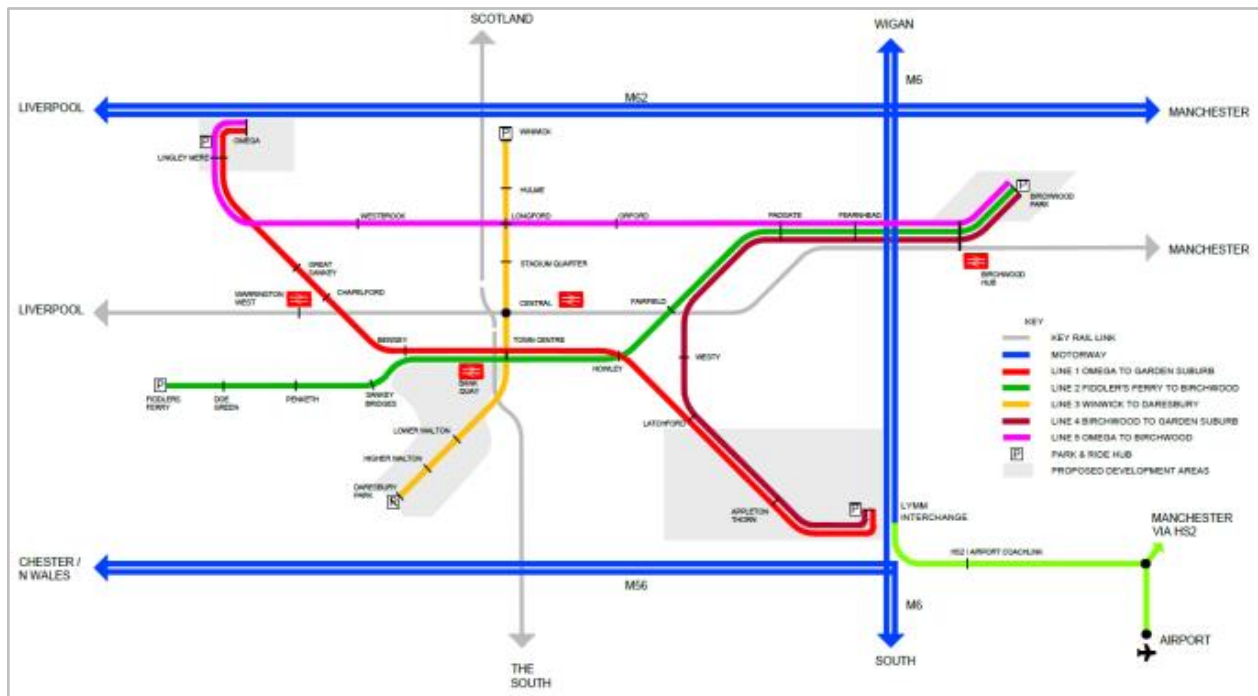 SCOTLAND
WIGAN
M6
LIVERPOOL
M62
MANCHESTER
P
WINWICK
P
OMEGA
LINGLEY MERE
HULME
P
BIRCHWOOD
PARK
WESTBROOK
LONGFORD
ORFORD
PADGATE
FEARNHEAD
MANCHESTER
GREAT
SANKEY
STADIUM QUARTER
BIRCHWOOD
HUB
CHAPELFORD
WARRINGTON
WEST
CENTRAL
FAIRFIELD
LIVERPOOL
KEY
KEY RAIL LINK
MOTORWAY
LINE 1 OMEGA TO GARDEN SUBURB
LINE 2 FIDDLER'S FERRY TO BIRCHWOOD
LINE 3 WINWICK TO DARESBURY
LINE 4 BIRCHWOOD TO GARDEN SUBURB
LINE 5 OMEGA TO BIRCHWOOD
P
PARK & RIDE HUB
PROPOSED DEVELOPMENT AREAS
BEWSEY
TOWN CENTRE
HOWLEY
WESTY
P
FIDDLERS
FERRY
DOE
GREEN
PENKETH
SANKEY
BRIDGES
BANK
QUAY
LATCHFORD
LOWER WALTON
HIGHER WALTON
DARESBURY
PARK
R
APPLETON
THORN
P
LYMM
INTERCHANGE
MANCHESTER
VIA HS2
HS2 / AIRPORT COACHLINK
CHESTER /
N WALES
M56
M6
AIRPORT
THE
SOUTH
SOUTH